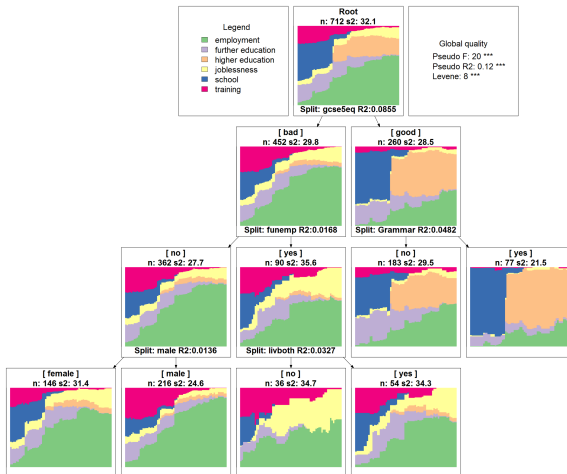 Legend
employment
further education
higher education
joblessness
school
training
Root
n: 712 s2: 32.1
Split: gcse5eq R2:0.0855
Global quality
Pseudo F: 20 ***
Pseudo R2: 0.12 ***
Levene: 8 ***
[ bad ]
n: 452 s2: 29.8
Split: funemp R2:0.0168
[ good ]
n: 260 s2: 28.5
Split: Grammar R2:0.0482
[ no ]
n: 362 s2: 27.7
Split: male R2:0.0136
[ yes ]
n: 90 s2: 35.6
Split: livboth R2:0.0327
[ no ]
n: 183 s2: 29.5
[ yes ]
n: 77 s2: 21.5
[ female ]
n: 146 s2: 31.4
[ male ]
n: 216 s2: 24.6
[ no ]
n: 36 s2: 34.7
[ yes ]
n: 54 s2: 34.3